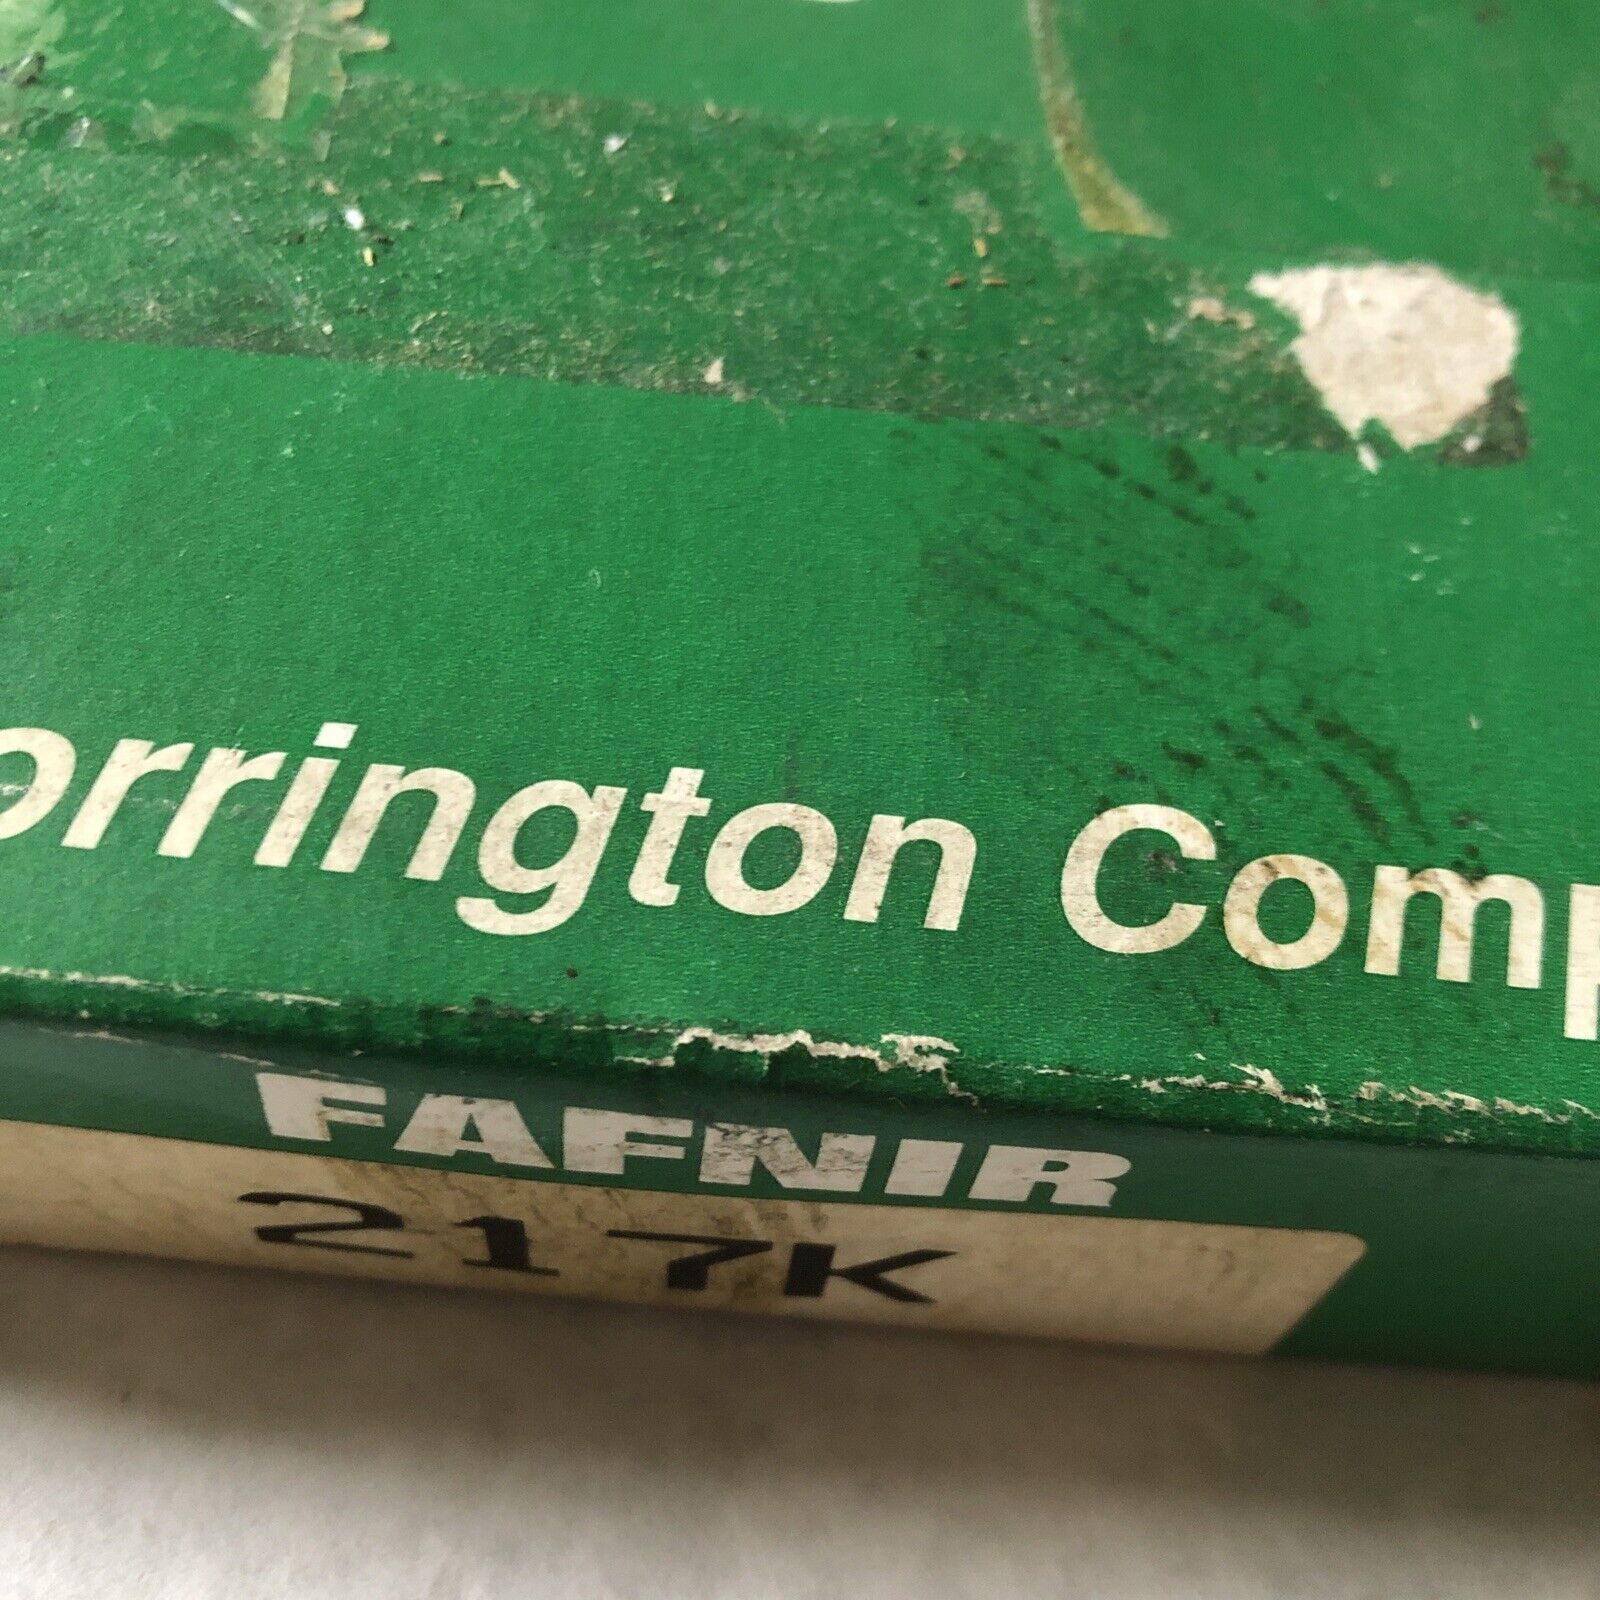 orrington Comp
FAFNIR
217K